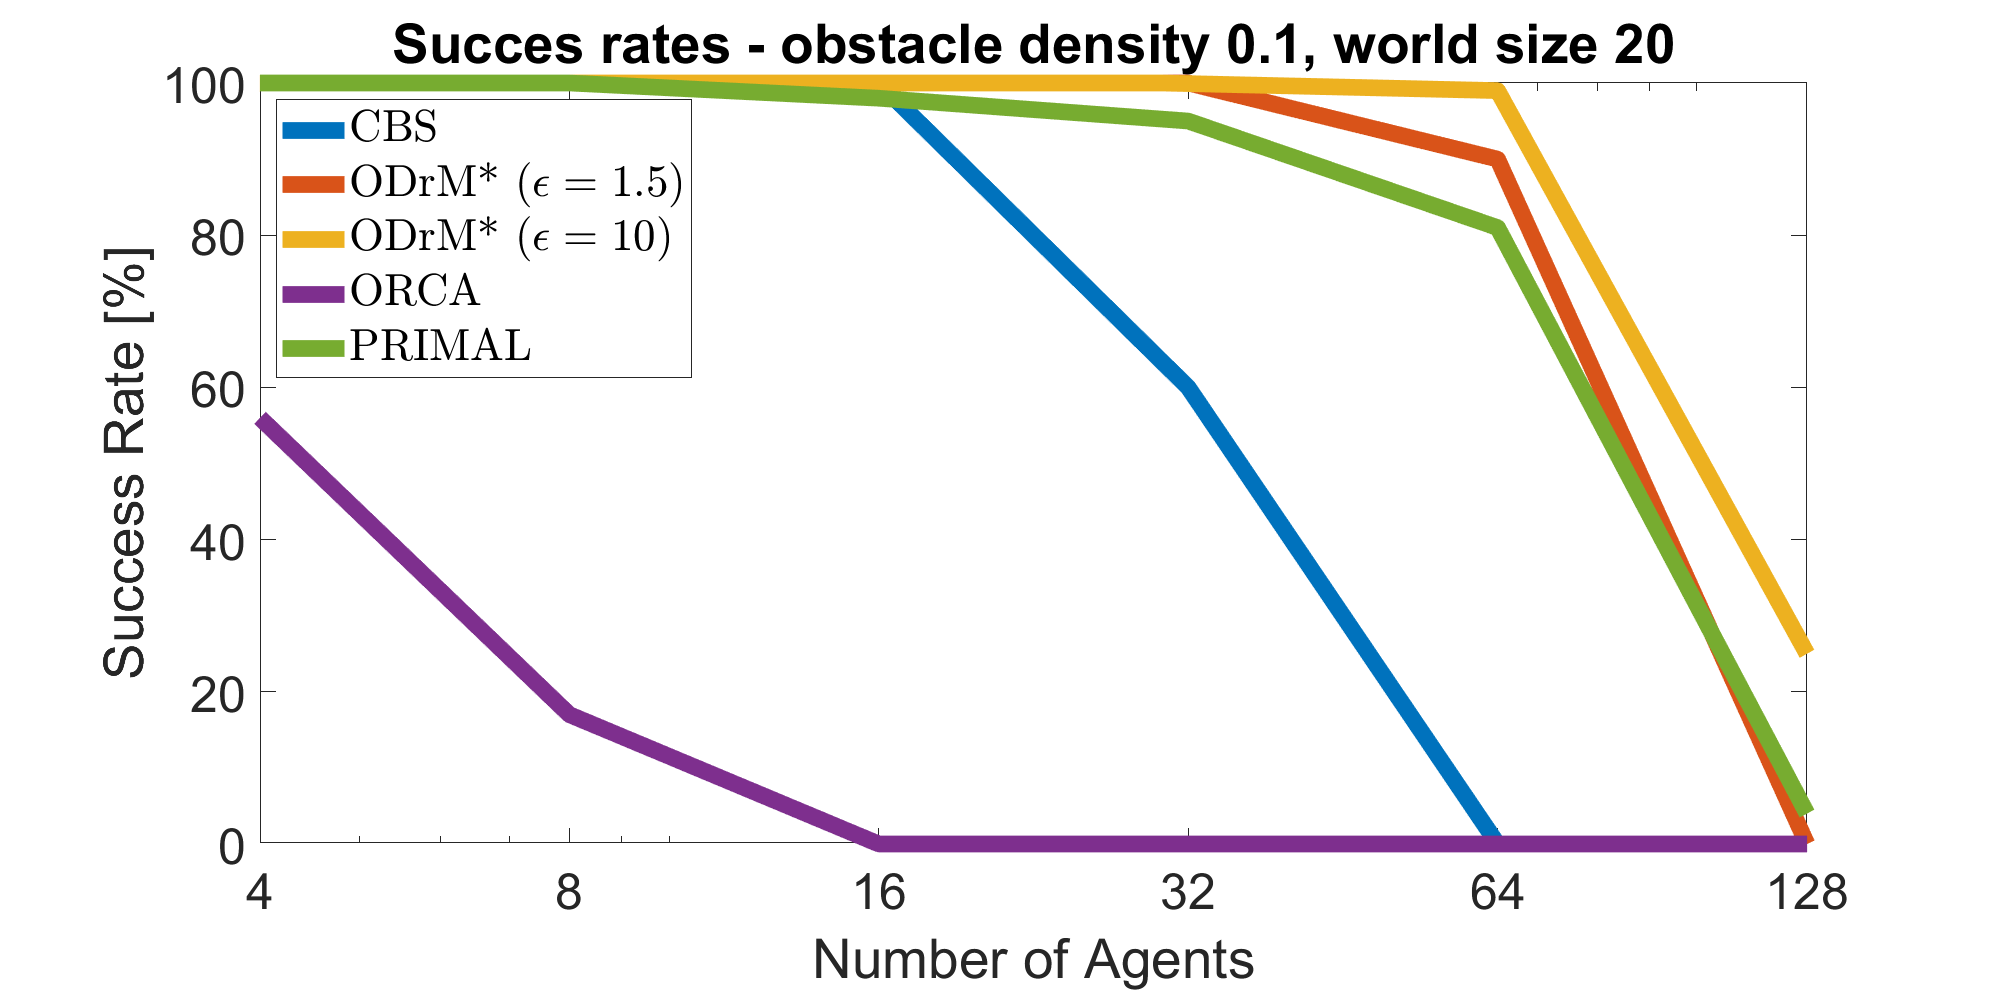 Succes rates - obstacle density 0.1, world size 20
100
80
60
40
20
0
Success Rate [%]
CBS
ODrM* (ϵ = 1.5)
ODrM* (ϵ = 10)
ORCA
PRIMAL
4 8 16 32 64 128
Number of Agents